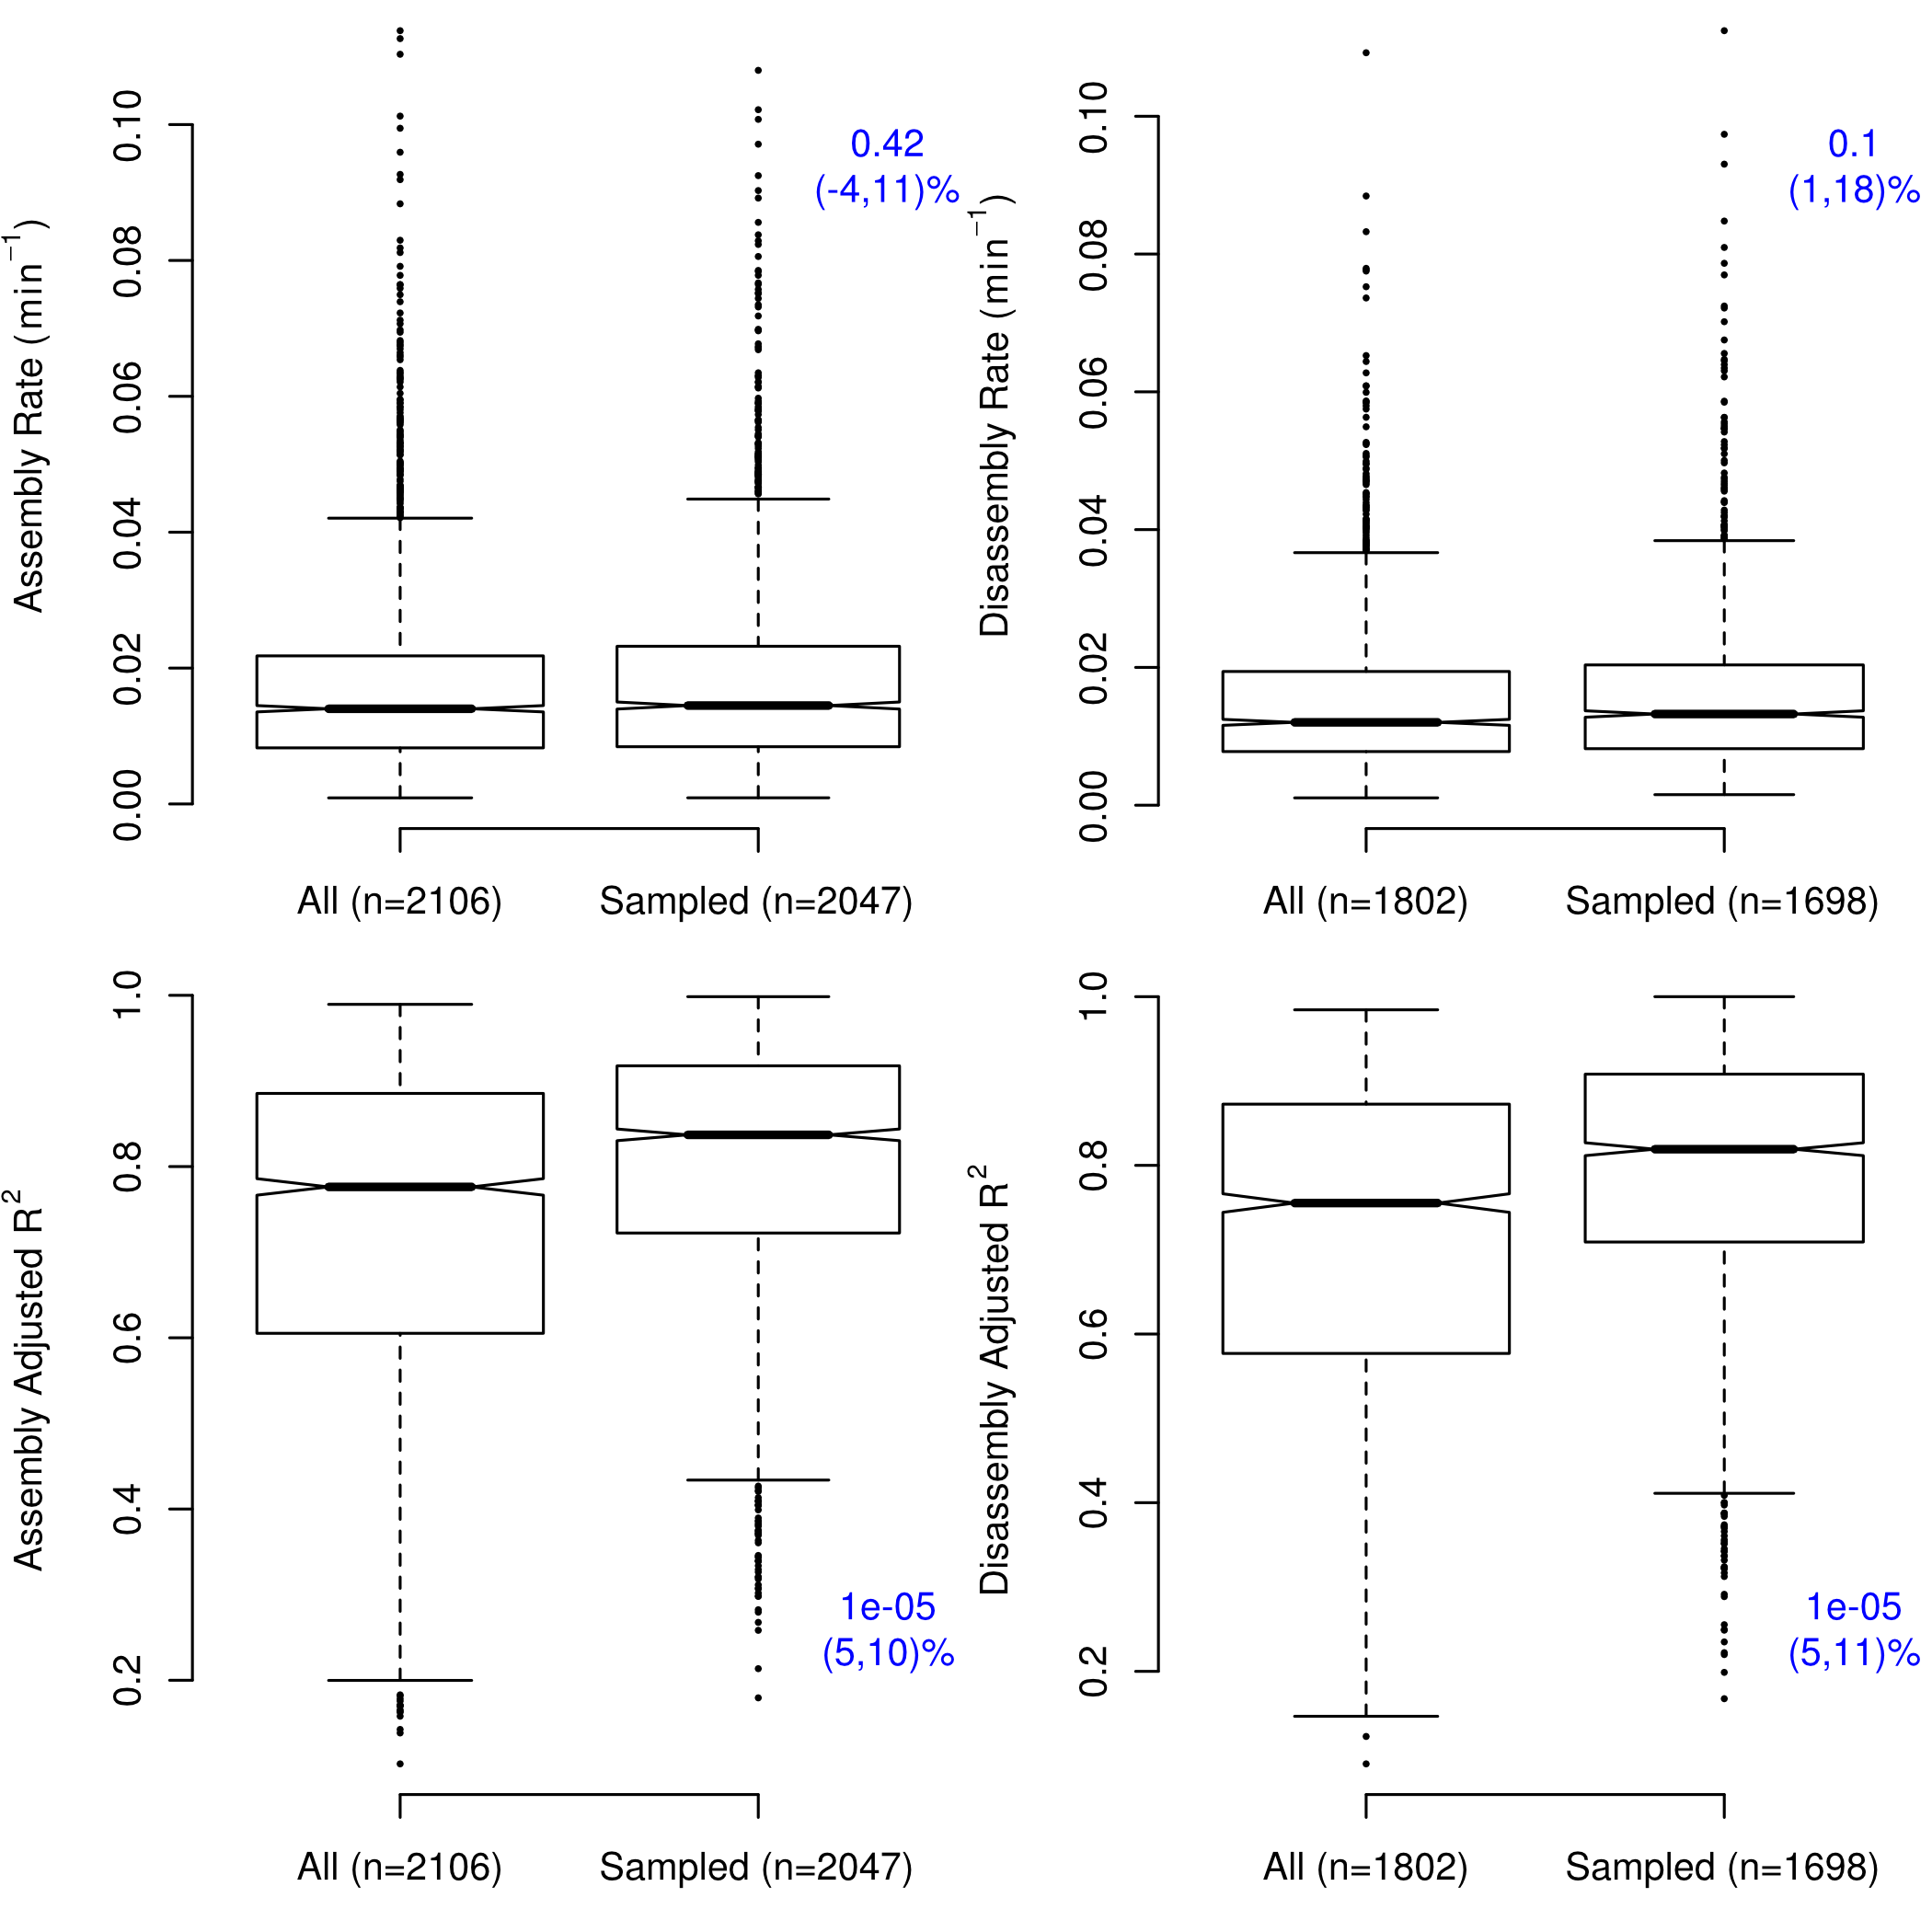 Assembly Rate (min⁻¹)
0.10
0.08
0.06
0.04
0.02
0.00
0.42
(-4,11)%
All (n=2106)
Sampled (n=2047)
Disassembly Rate (min⁻¹)
0.10
0.08
0.06
0.04
0.02
0.00
0.1
(1,18)%
All (n=1802)
Sampled (n=1698)
Assembly Adjusted R²
1.0
0.8
0.6
0.4
0.2
1e-05
(5,10)%
All (n=2106)
Sampled (n=2047)
Disassembly Adjusted R²
1.0
0.8
0.6
0.4
0.2
1e-05
(5,11)%
All (n=1802)
Sampled (n=1698)